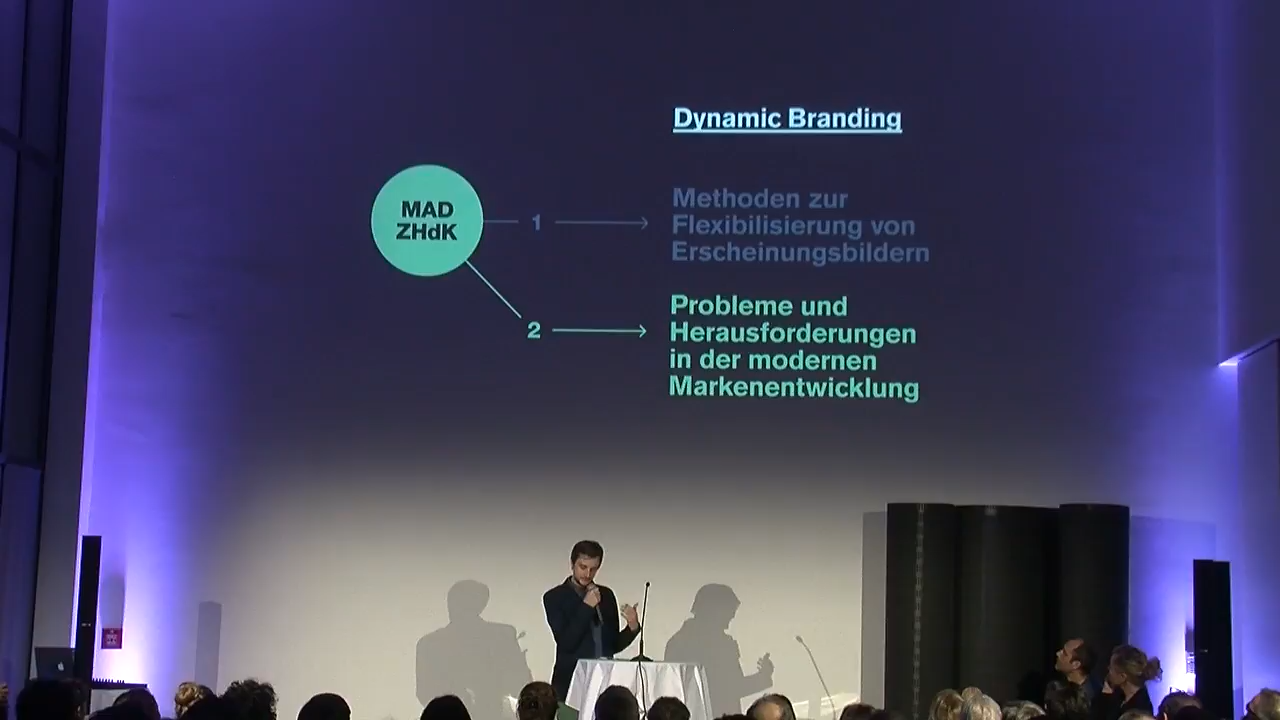 Dynamic Branding
MAD
ZHdK
1
Methoden zur
Flexibilisierung von
Erscheinungsbildern
2
Probleme und
Herausforderungen
in der modernen
Markenentwicklung